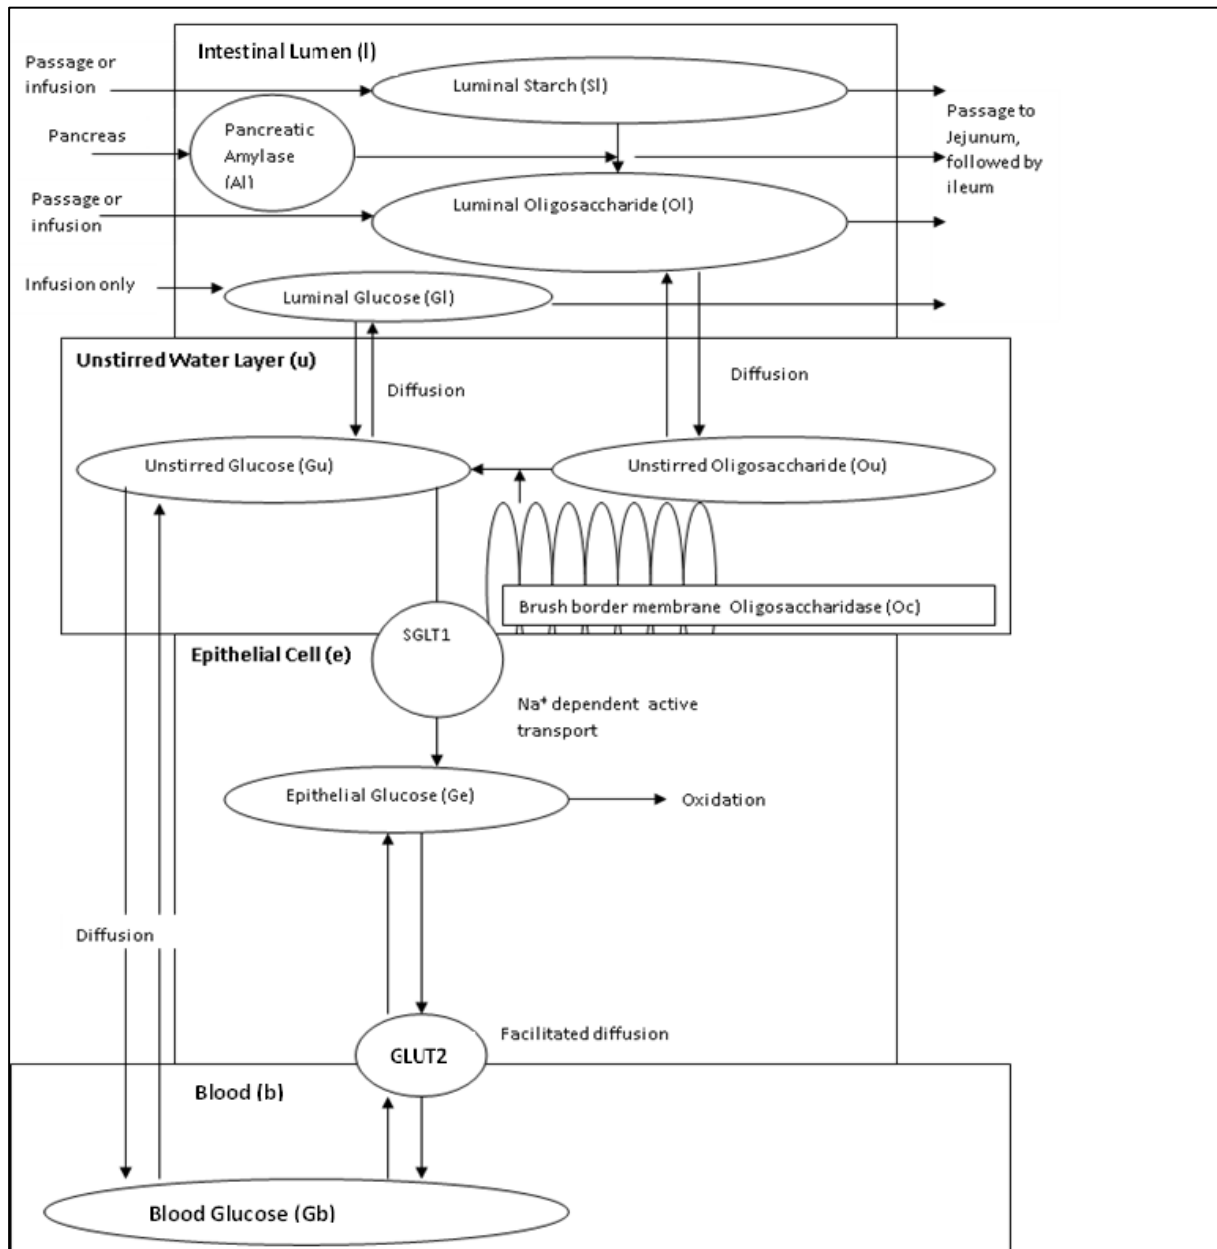 Intestinal Lumen (l)
Passage or
infusion
Luminal Starch (Sl)
Pancreas
Pancreatic
Amylase
(Al)
Passage to
Jejunum,
followed by
ileum
Passage or
infusion
Luminal Oligosaccharide (Ol)
Infusion only
Luminal Glucose (Gl)
Unstirred Water Layer (u)
Diffusion
Diffusion
Unstirred Glucose (Gu)
Unstirred Oligosaccharide (Ou)
Brush border membrane Oligosaccharidase (Oc)
SGLT1
Epithelial Cell (e)
Na⁺ dependent active
transport
Epithelial Glucose (Ge)
Oxidation
Diffusion
Facilitated diffusion
GLUT2
Blood (b)
Blood Glucose (Gb)